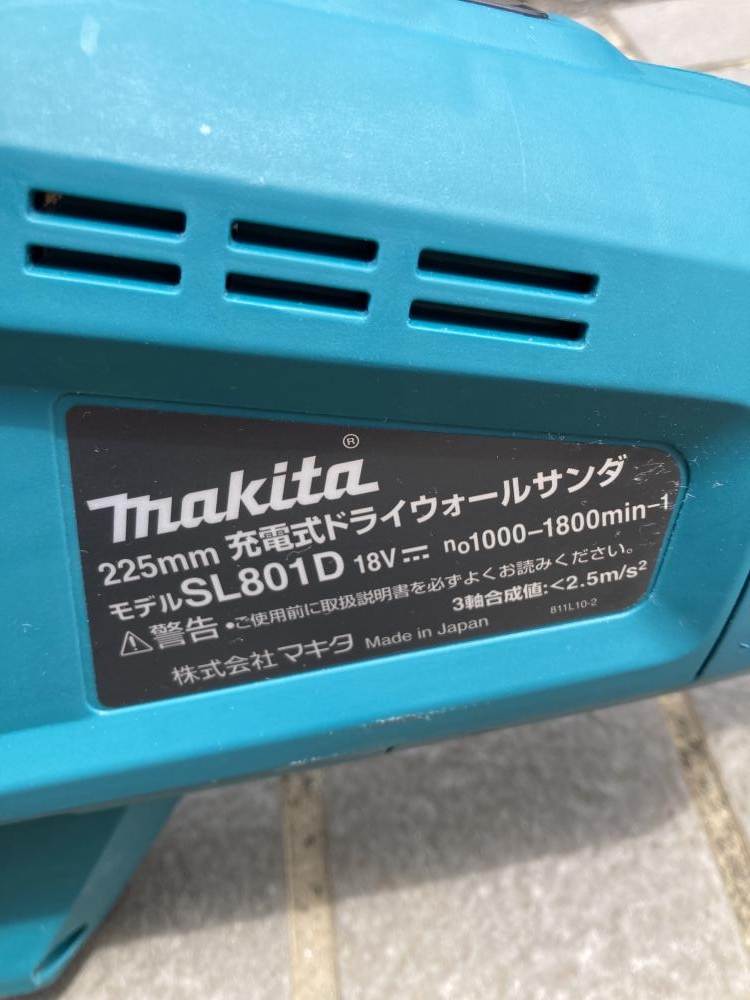 makita®
225mm 充電式ドライウォールサンダ
モデルSL801D 18V⎓ n₀1000-1800min-1
⚠警告 •ご使用前に取扱説明書を必ずよくお読みください。
3軸合成値:<2.5m/s²
株式会社 マキタ Made in Japan 811L10-2